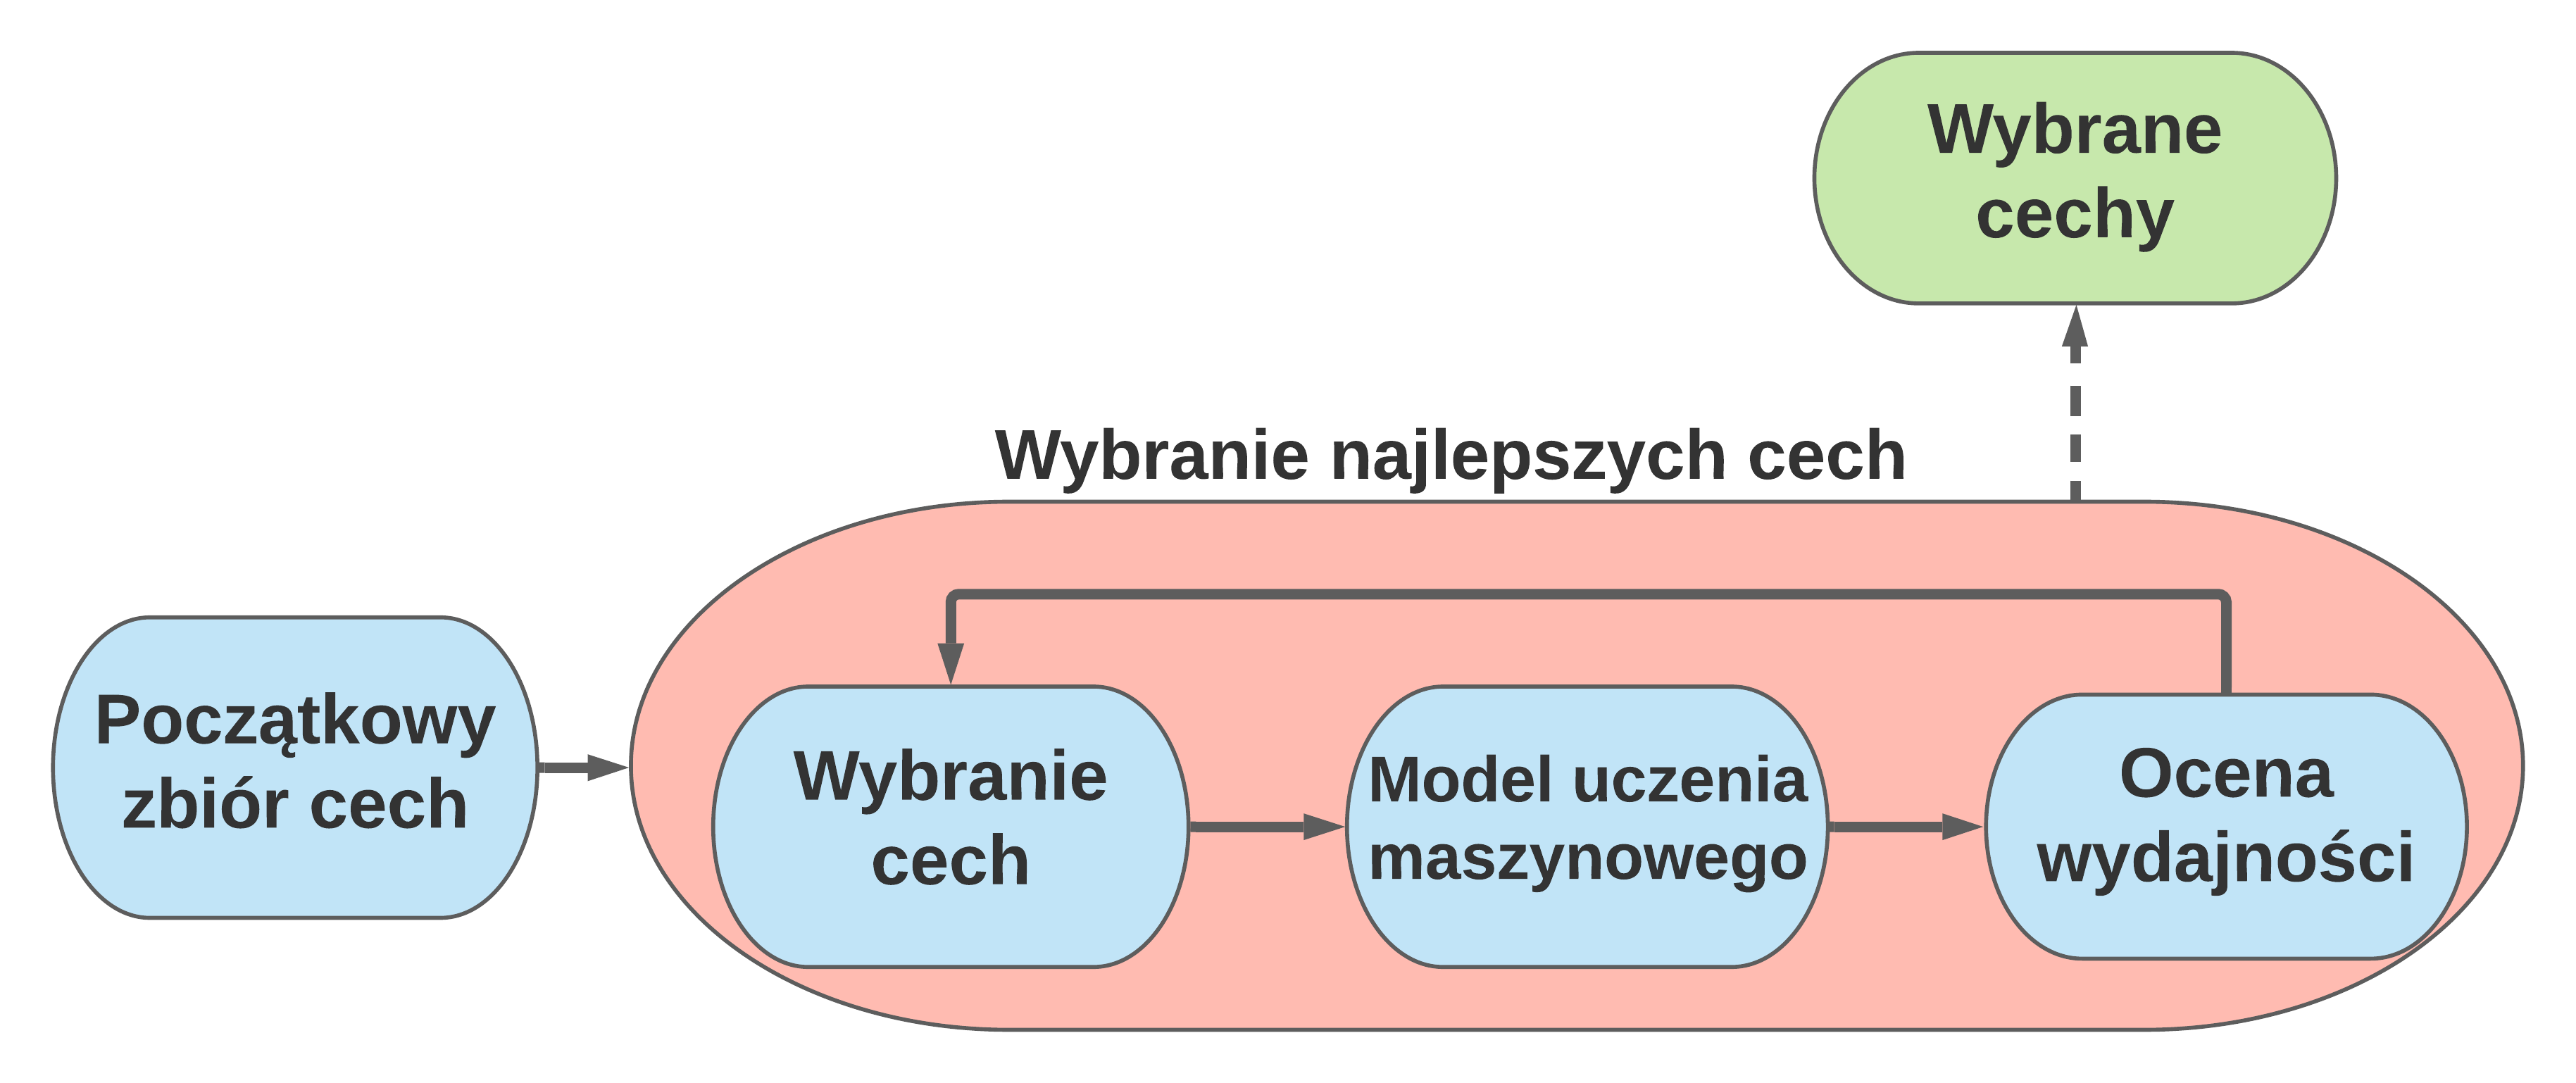 Wybrane
cechy
Wybranie najlepszych cech
Początkowy
zbiór cech
Wybranie
cech
Model uczenia
maszynowego
Ocena
wydajności